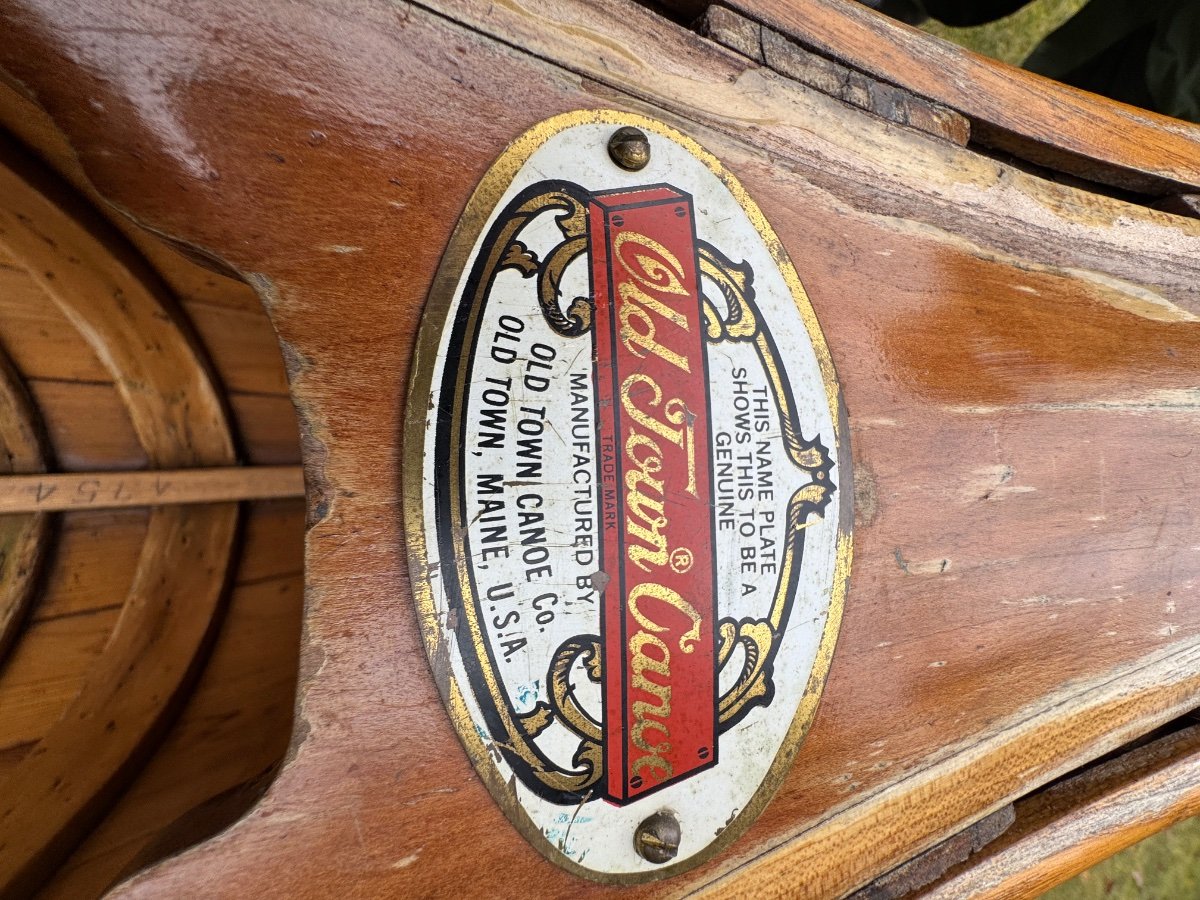 THIS NAME PLATE
SHOWS THIS TO BE A
GENUINE
Old Town® Canoe
TRADE MARK
MANUFACTURED BY
OLD TOWN CANOE Co.
OLD TOWN, MAINE, U.S.A.